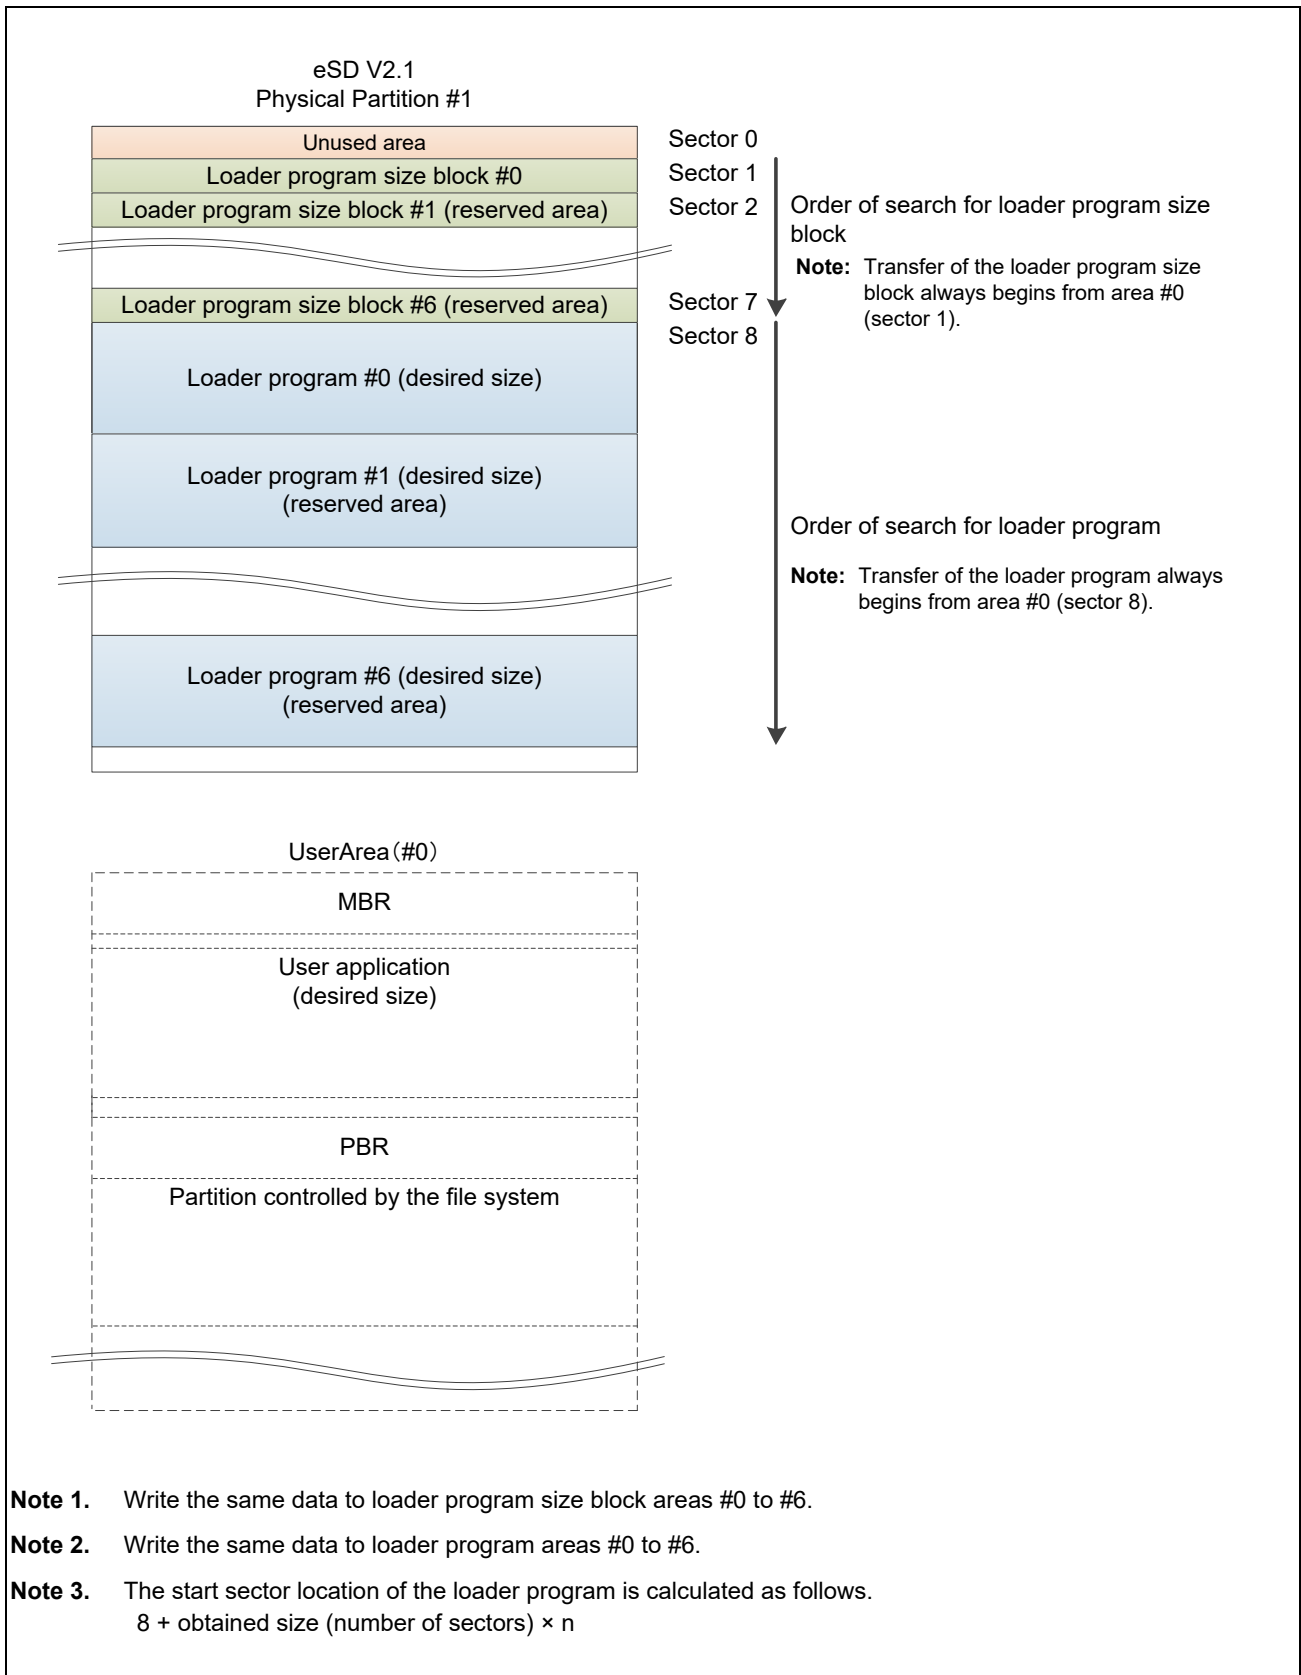 eSD V2.1
Physical Partition #1
Unused area
Sector 0
Loader program size block #0
Sector 1
Loader program size block #1 (reserved area)
Sector 2
Order of search for loader program size
block
Note: Transfer of the loader program size
block always begins from area #0
(sector 1).
Loader program size block #6 (reserved area)
Sector 7
Sector 8
Loader program #0 (desired size)
Loader program #1 (desired size)
(reserved area)
Order of search for loader program
Note: Transfer of the loader program always
begins from area #0 (sector 8).
Loader program #6 (desired size)
(reserved area)
UserArea（#0）
MBR
User application
(desired size)
PBR
Partition controlled by the file system
Note 1. Write the same data to loader program size block areas #0 to #6.
Note 2. Write the same data to loader program areas #0 to #6.
Note 3. The start sector location of the loader program is calculated as follows.
8 + obtained size (number of sectors) × n